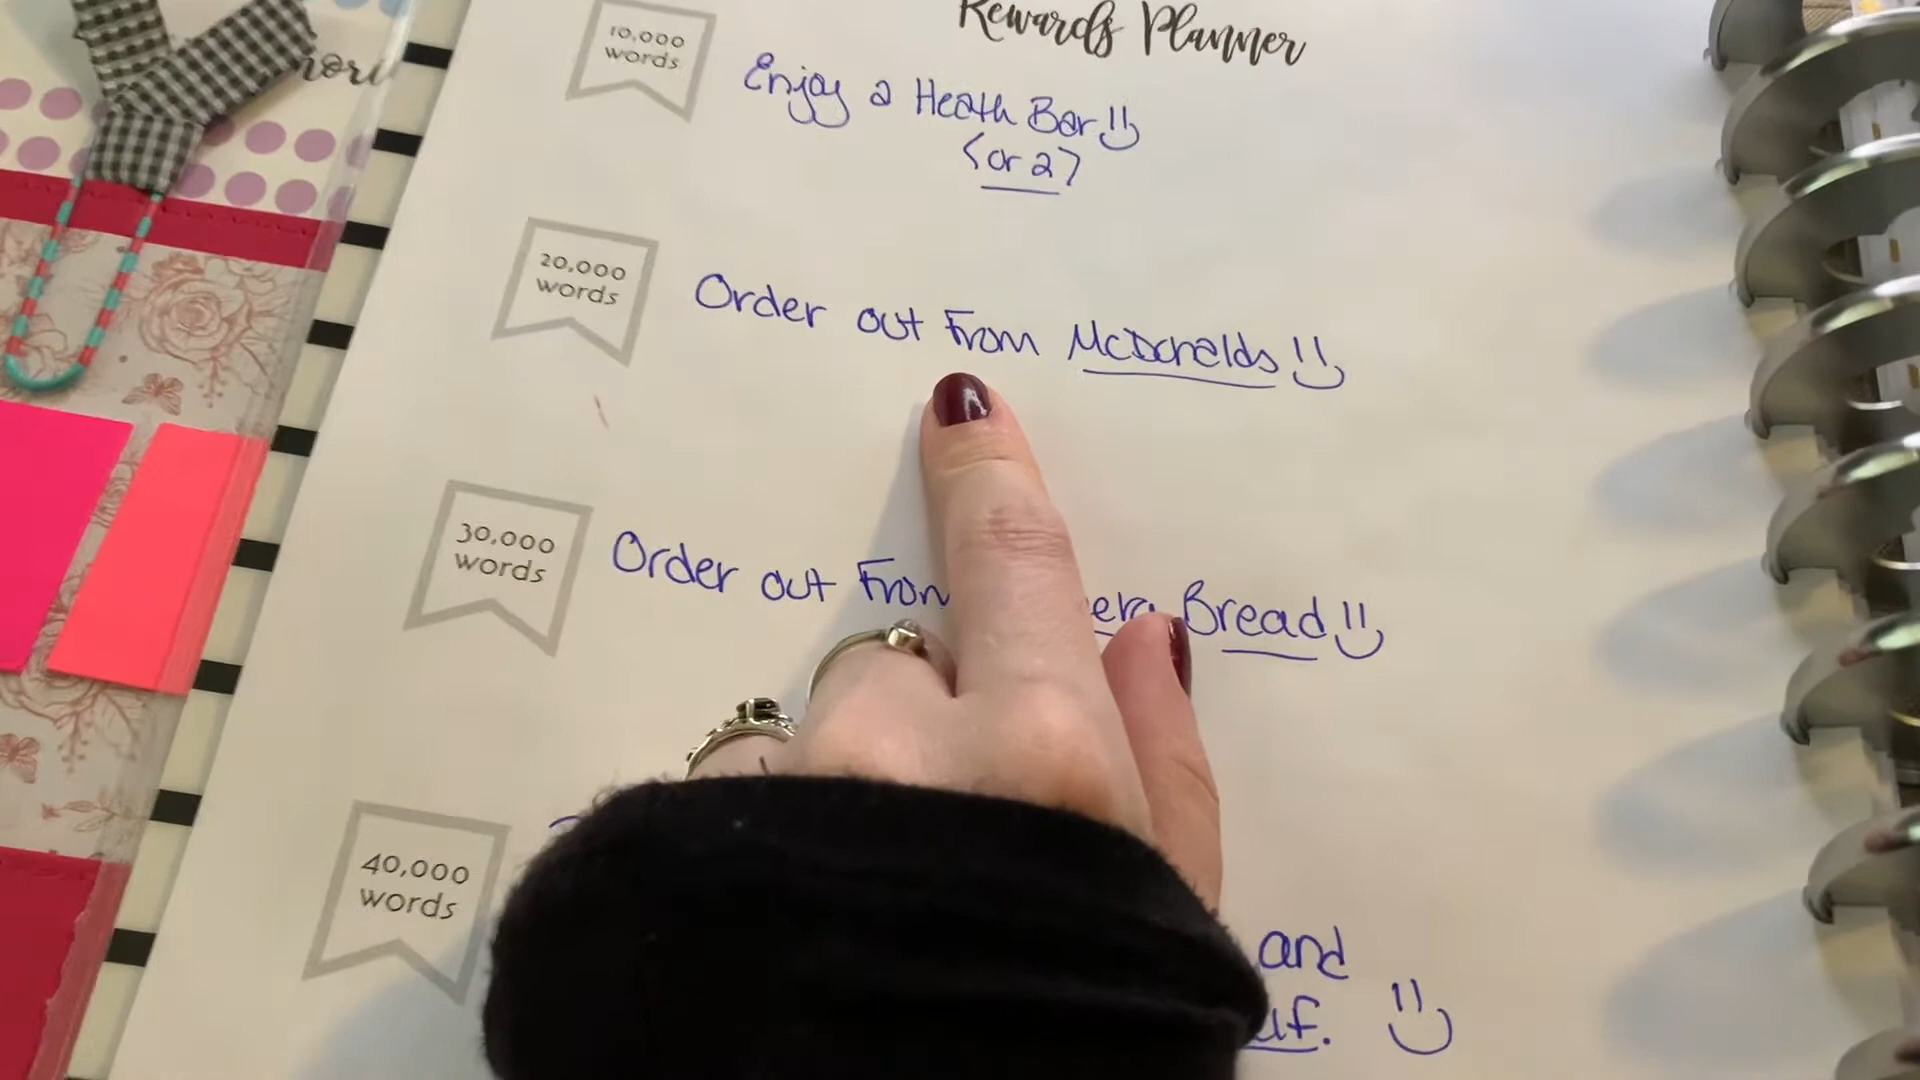 Rewards Planner
10,000
words
Enjoy a Heath Bar
(or 2)
20,000
words
Order out From McDonalds
30,000
words
Order out From Bread
40,000
words
and